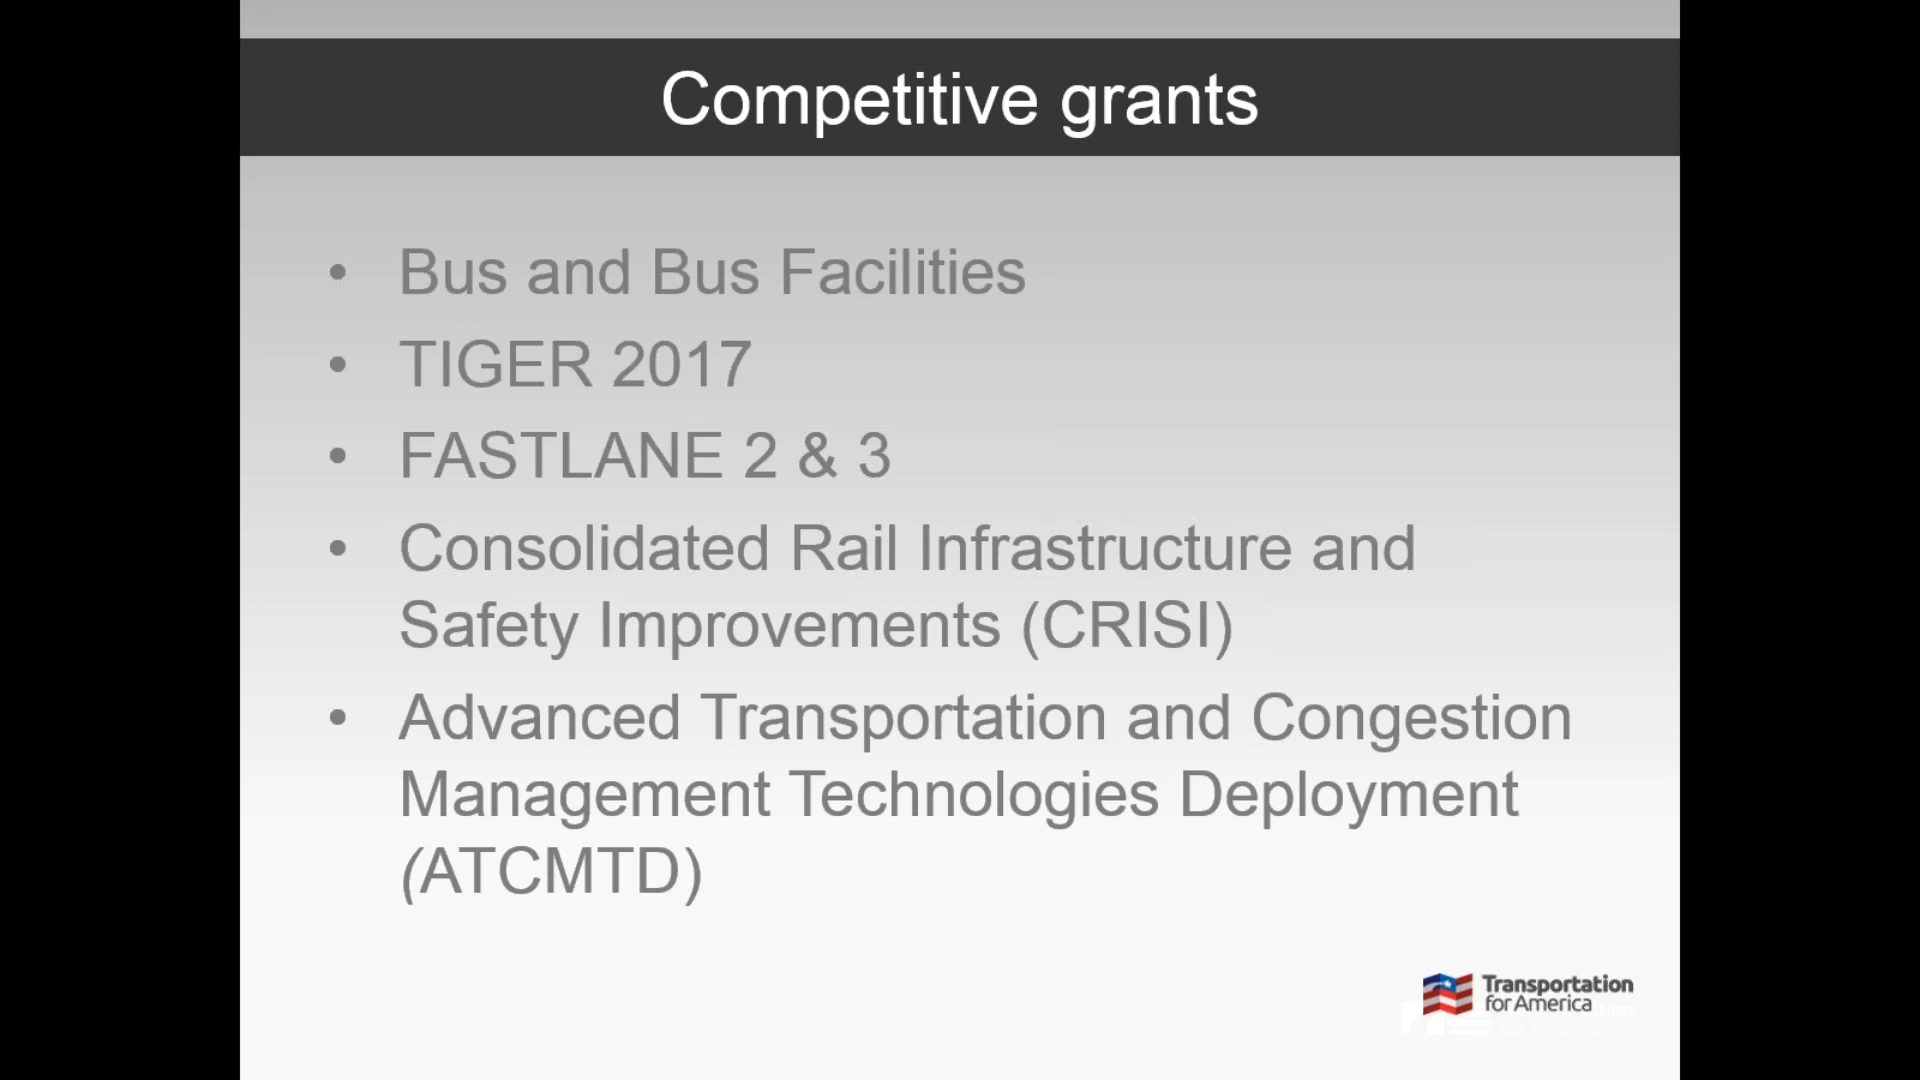 Competitive grants
• Bus and Bus Facilities
• TIGER 2017
• FASTLANE 2 & 3
• Consolidated Rail Infrastructure and
Safety Improvements (CRISI)
• Advanced Transportation and Congestion
Management Technologies Deployment
(ATCMTD)
Transportation
for America